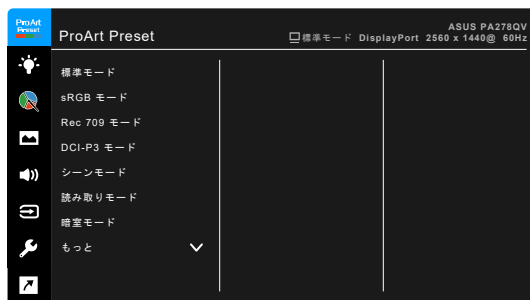 ProArt
Preset
ProArt Preset
ASUS PA278QV
標準モード DisplayPort 2560 x 1440@ 60Hz
標準モード
sRGB モード
Rec 709 モード
DCI-P3 モード
シーンモード
読み取りモード
暗室モード
もっと